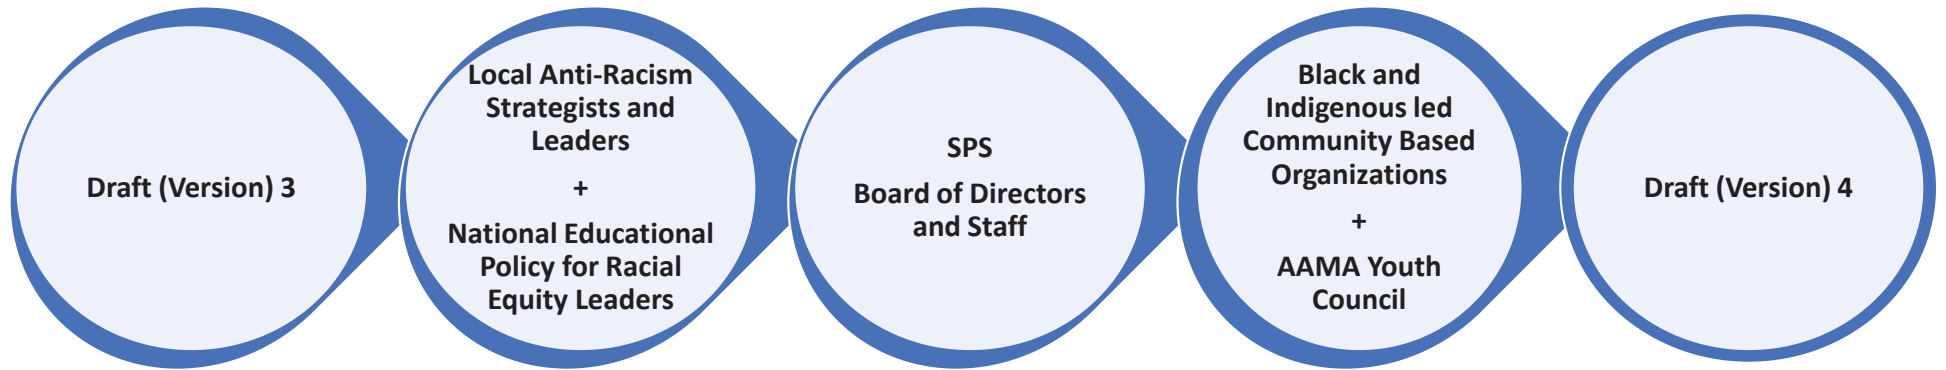 Draft (Version) 3
Local Anti-Racism
Strategists and
Leaders
+
National Educational
Policy for Racial
Equity Leaders
SPS
Board of Directors
and Staff
Black and
Indigenous led
Community Based
Organizations
+
AAMA Youth
Council
Draft (Version) 4